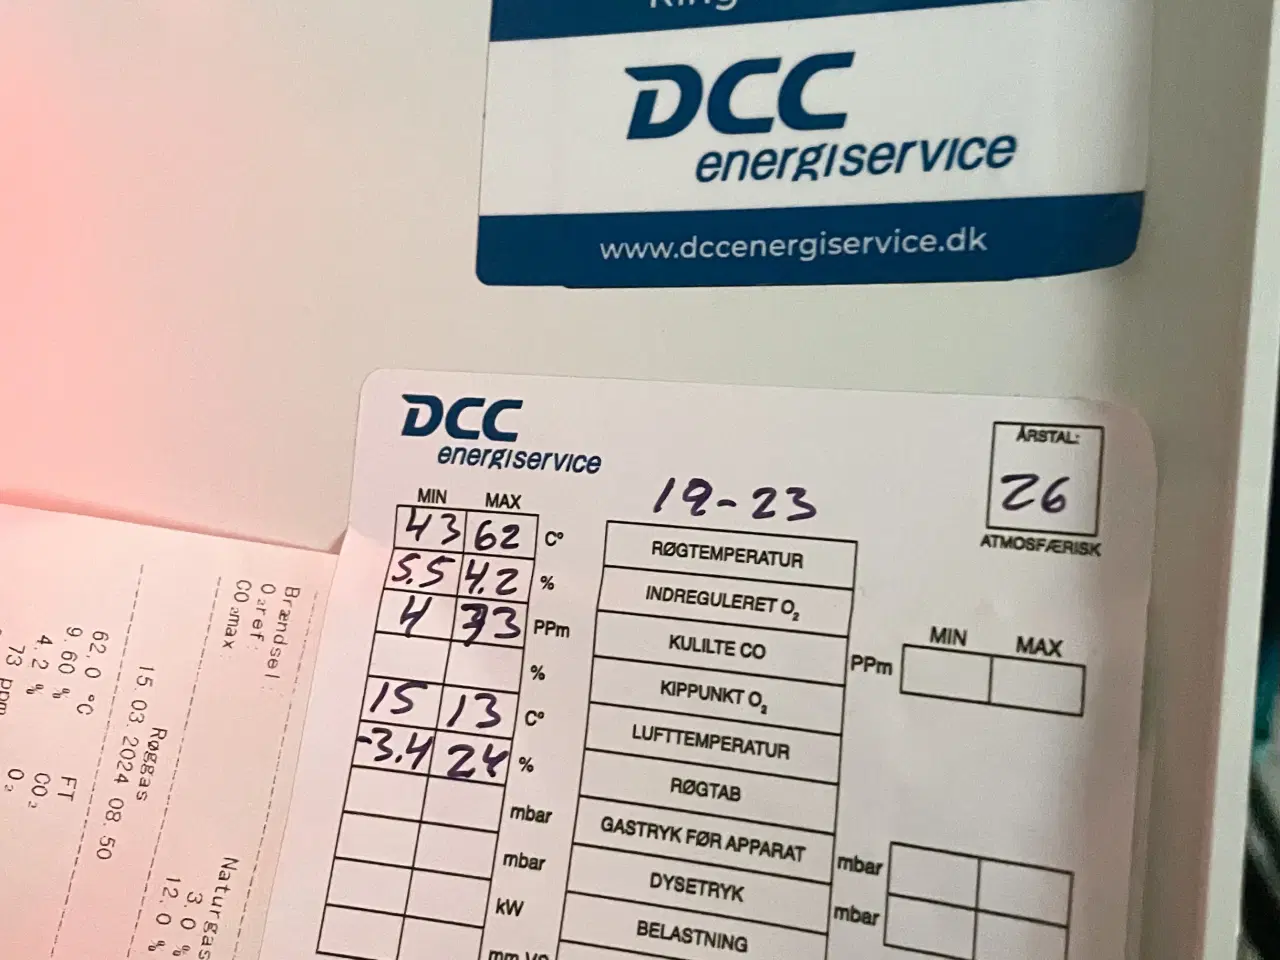 DCC
energiservice
www.dccenergiservice.dk
DCC
energiservice
ÅRSTAL:
26
ATMOSFÆRISK
19-23
MIN MAX
43 62 C° RØGTEMPERATUR
5.5 4.2 % INDREGULERET O₂
4 73 PPm KULILTE CO PPm MIN MAX
% KIPPUNKT O₂
15 13 C° LUFTTEMPERATUR
-3.4 24 % RØGTAB
mbar GASTRYK FØR APPARAT mbar
mbar DYSETRYK mbar
kW BELASTNING
Brændsel: Naturgas
O₂ref: 3.0 %
CO₂max: 12.0 %
Røggas
15.03.2024 08.50
62.0 °C FT
9.60 % CO₂
4.2 % O₂
73 ppm